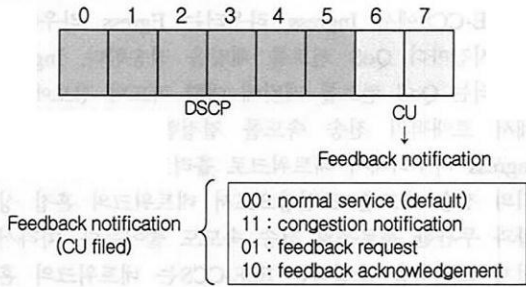 0 1 2 3 4 5 6 7
DSCP CU
Feedback notification
Feedback notification
(CU filed)
00 : normal service (default)
11 : congestion notification
01 : feedback request
10 : feedback acknowledgement